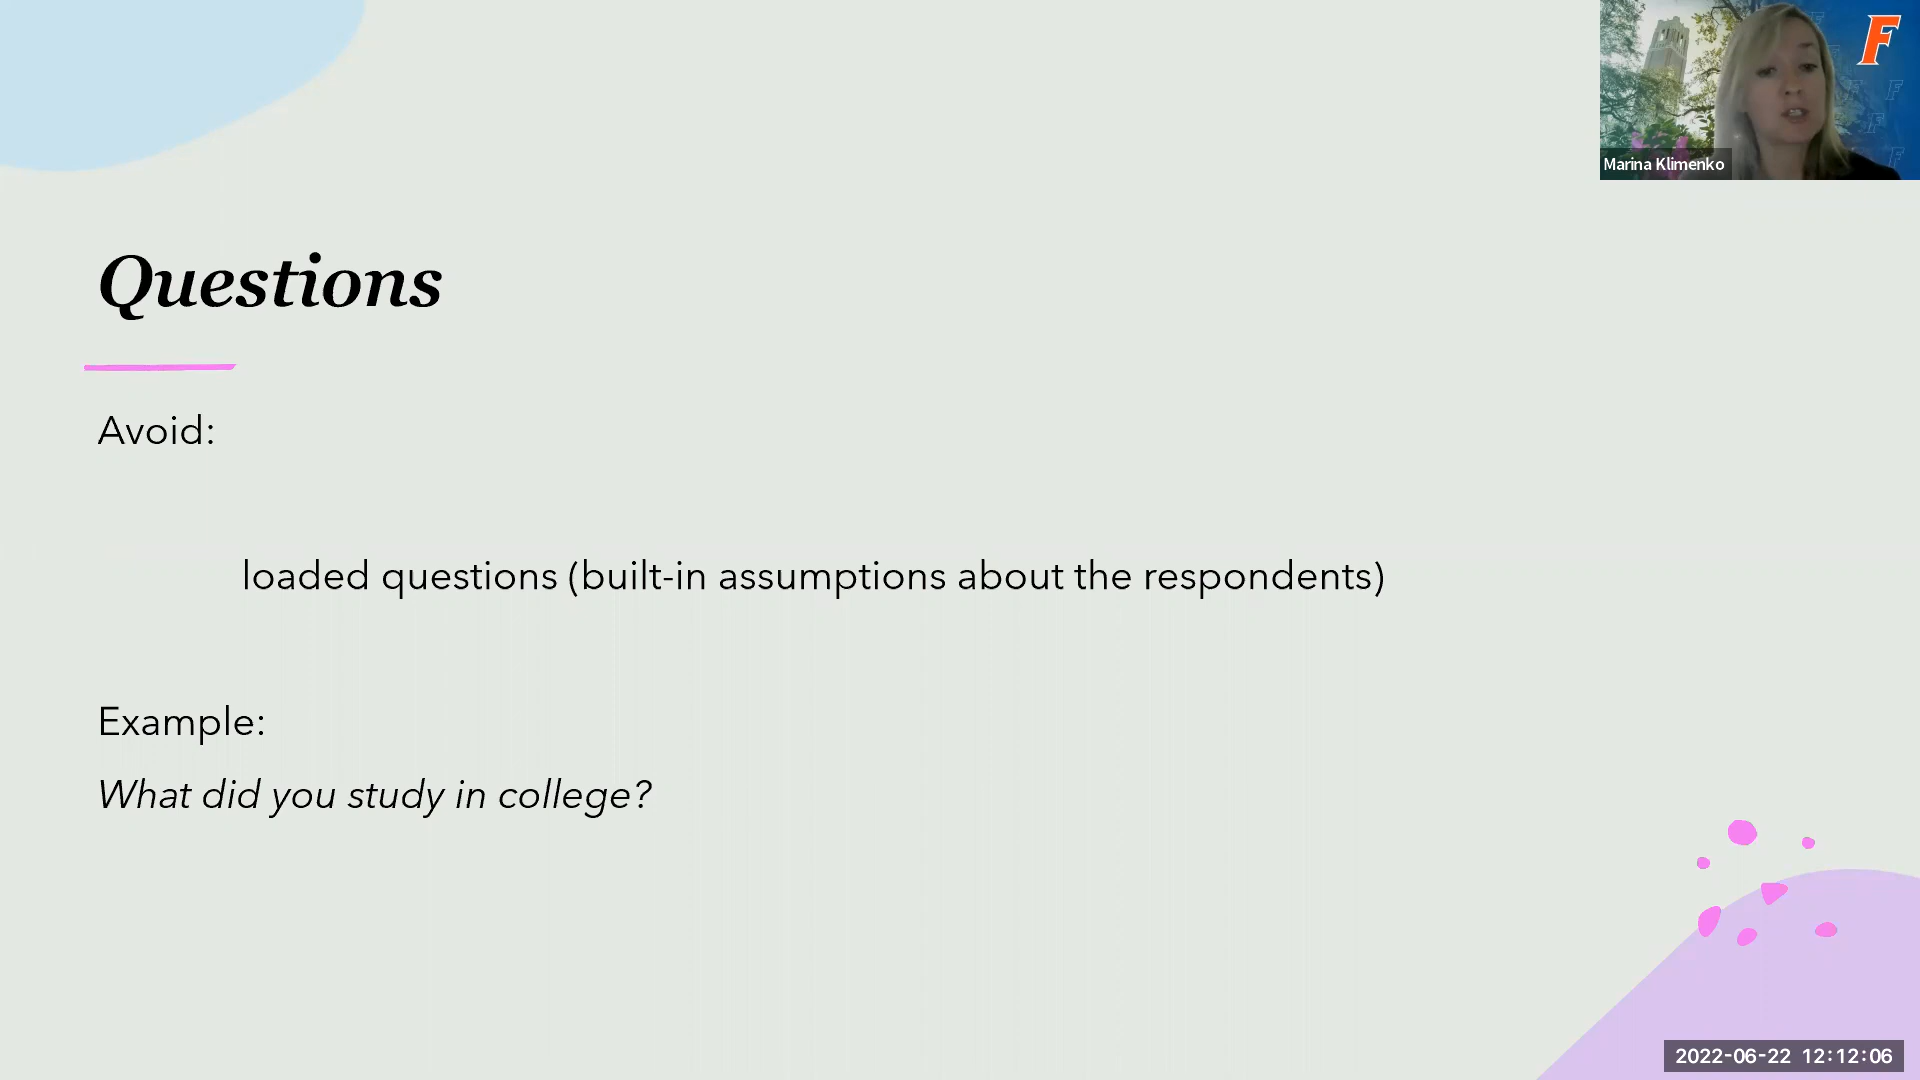 F
Marina Klimenko
Questions
Avoid:
loaded questions (built-in assumptions about the respondents)
Example:
What did you study in college?
2022-06-22 12:12:06